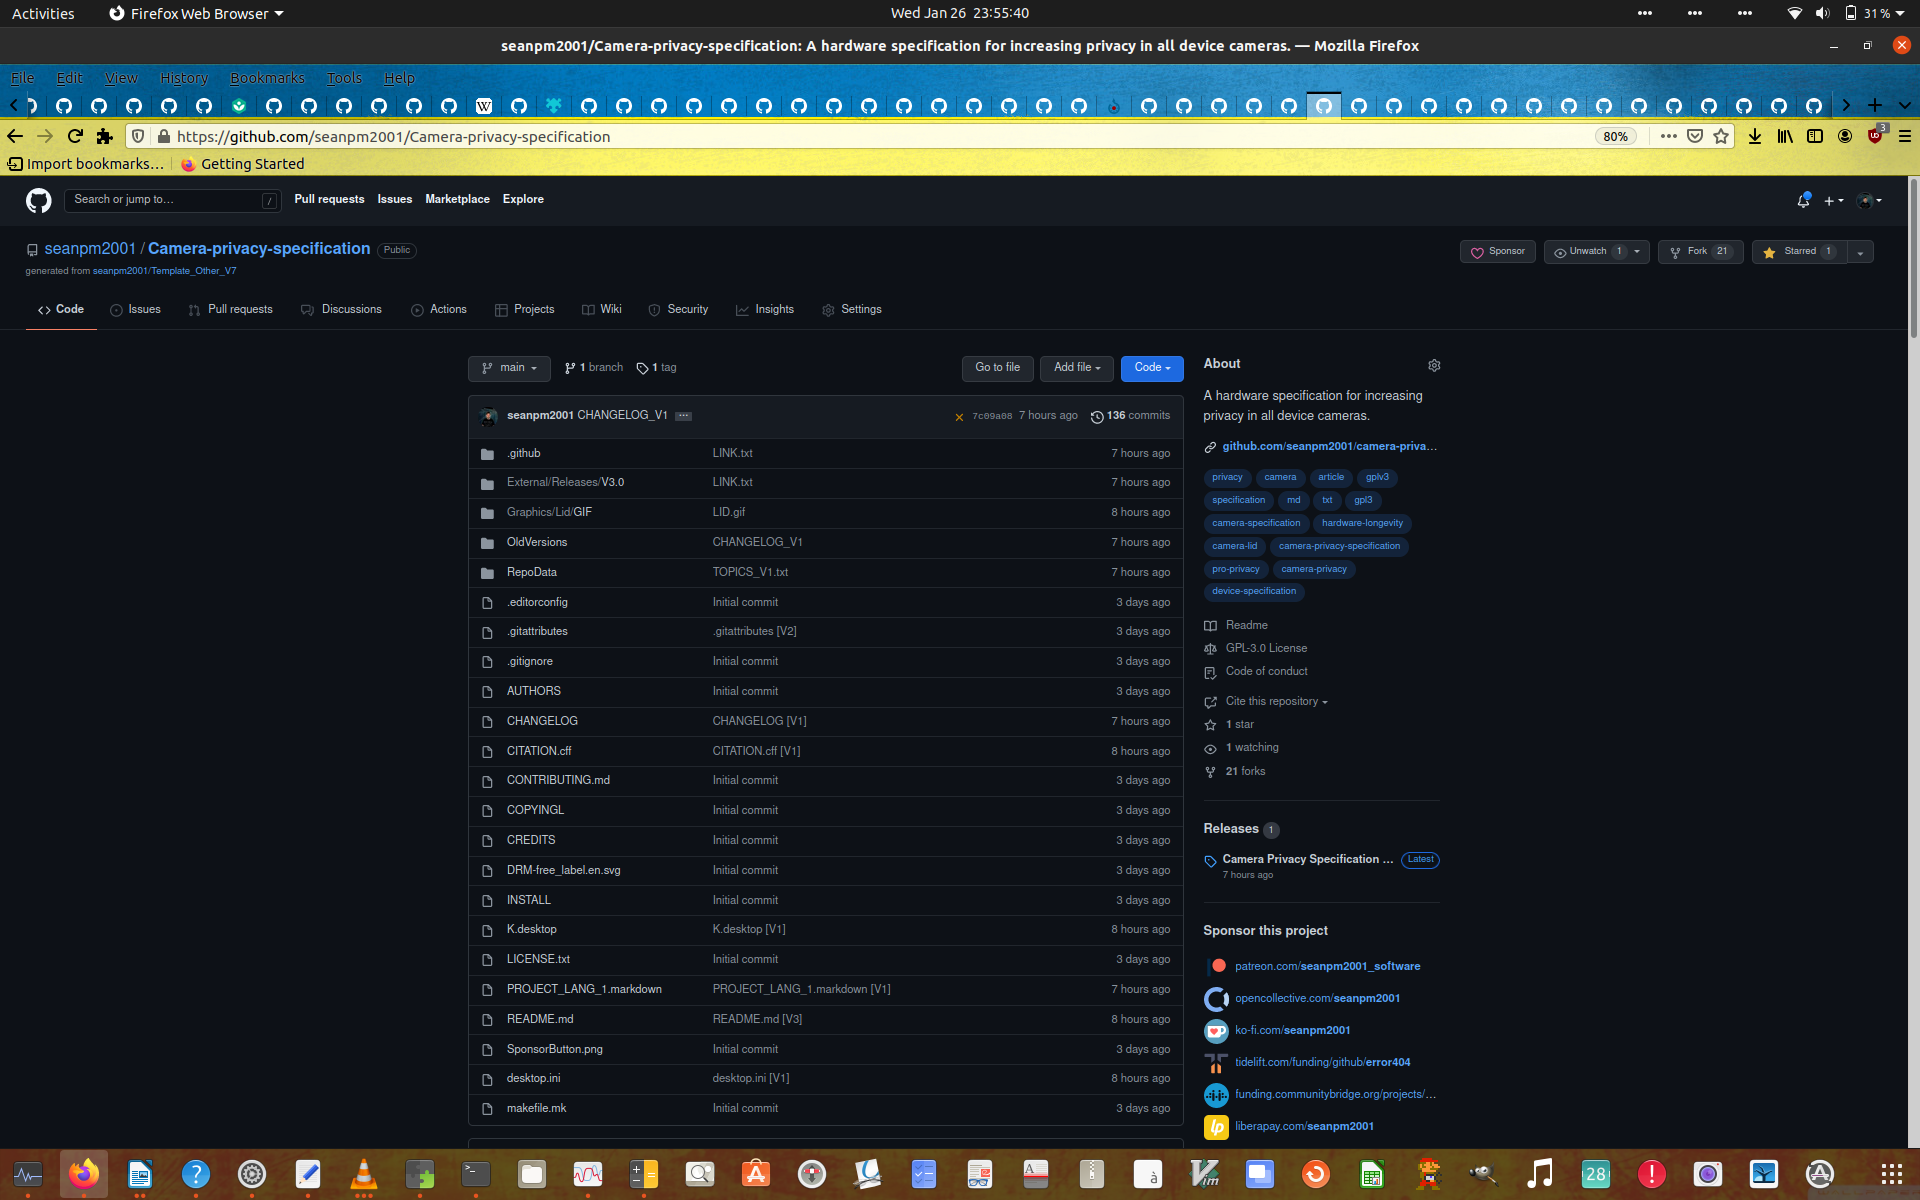 Activities Firefox Web Browser Wed Jan 26 23:55:40 31 %
seanpm2001/Camera-privacy-specification: A hardware specification for increasing privacy in all device cameras. — Mozilla Firefox
File Edit View History Bookmarks Tools Help
https://github.com/seanpm2001/Camera-privacy-specification 80% 3
Import bookmarks… Getting Started
Search or jump to… / Pull requests Issues Marketplace Explore
seanpm2001 / Camera-privacy-specification Public Sponsor Unwatch 1 Fork 21 Starred 1
generated from seanpm2001/Template_Other_V7
Code Issues Pull requests Discussions Actions Projects Wiki Security Insights Settings
main 1 branch 1 tag Go to file Add file Code
seanpm2001 CHANGELOG_V1 ... 7c09a08 7 hours ago 136 commits
.github LINK.txt 7 hours ago
External/Releases/V3.0 LINK.txt 7 hours ago
Graphics/Lid/GIF LID.gif 8 hours ago
OldVersions CHANGELOG_V1 7 hours ago
RepoData TOPICS_V1.txt 7 hours ago
.editorconfig Initial commit 3 days ago
.gitattributes .gitattributes [V2] 3 days ago
.gitignore Initial commit 3 days ago
AUTHORS Initial commit 3 days ago
CHANGELOG CHANGELOG [V1] 7 hours ago
CITATION.cff CITATION.cff [V1] 8 hours ago
CONTRIBUTING.md Initial commit 3 days ago
COPYINGL Initial commit 3 days ago
CREDITS Initial commit 3 days ago
DRM-free_label.en.svg Initial commit 3 days ago
INSTALL Initial commit 3 days ago
K.desktop K.desktop [V1] 8 hours ago
LICENSE.txt Initial commit 3 days ago
PROJECT_LANG_1.markdown PROJECT_LANG_1.markdown [V1] 7 hours ago
README.md README.md [V3] 8 hours ago
SponsorButton.png Initial commit 3 days ago
desktop.ini desktop.ini [V1] 8 hours ago
makefile.mk Initial commit 3 days ago
About
A hardware specification for increasing
privacy in all device cameras.
github.com/seanpm2001/camera-priva…
privacy camera article gplv3
specification md txt gpl3
camera-specification hardware-longevity
camera-lid camera-privacy-specification
pro-privacy camera-privacy
device-specification
Readme
GPL-3.0 License
Code of conduct
Cite this repository
1 star
1 watching
21 forks
Releases 1
Camera Privacy Specification … Latest
7 hours ago
Sponsor this project
patreon.com/seanpm2001_software
opencollective.com/seanpm2001
ko-fi.com/seanpm2001
tidelift.com/funding/github/error404
funding.communitybridge.org/projects/…
lp liberapay.com/seanpm2001
28